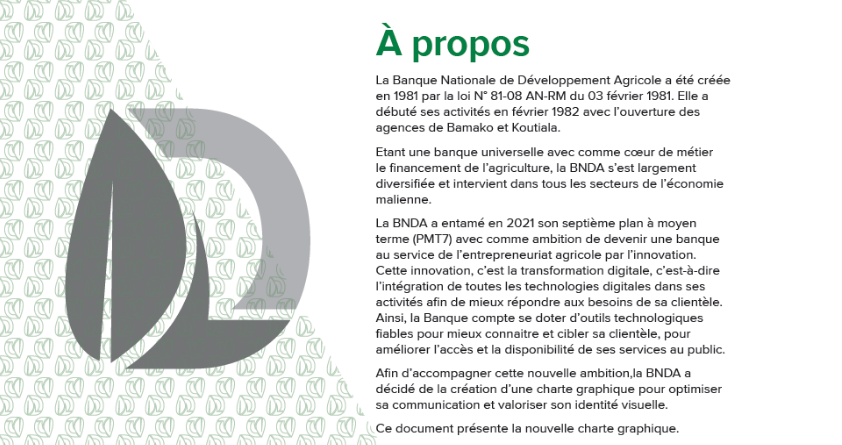 À propos
La Banque Nationale de Développement Agricole a été créée
en 1981 par la loi N° 81-08 AN-RM du 03 février 1981. Elle a
débuté ses activités en février 1982 avec l'ouverture des
agences de Bamako et Koutiala.
Etant une banque universelle avec comme cœur de métier
le financement de l'agriculture, la BNDA s'est largement
diversifiée et intervient dans tous les secteurs de l'économie
malienne.
La BNDA a entamé en 2021 son septième plan à moyen
terme (PMT7) avec comme ambition de devenir une banque
au service de l'entrepreneuriat agricole par l'innovation.
Cette innovation, c'est la transformation digitale, c'est-à-dire
l'intégration de toutes les technologies digitales dans ses
activités afin de mieux répondre aux besoins de sa clientèle.
Ainsi, la Banque compte se doter d'outils technologiques
fiables pour mieux connaitre et cibler sa clientèle, pour
améliorer l'accès et la disponibilité de ses services au public.
Afin d'accompagner cette nouvelle ambition,la BNDA a
décidé de la création d'une charte graphique pour optimiser
sa communication et valoriser son identité visuelle.
Ce document présente la nouvelle charte graphique.